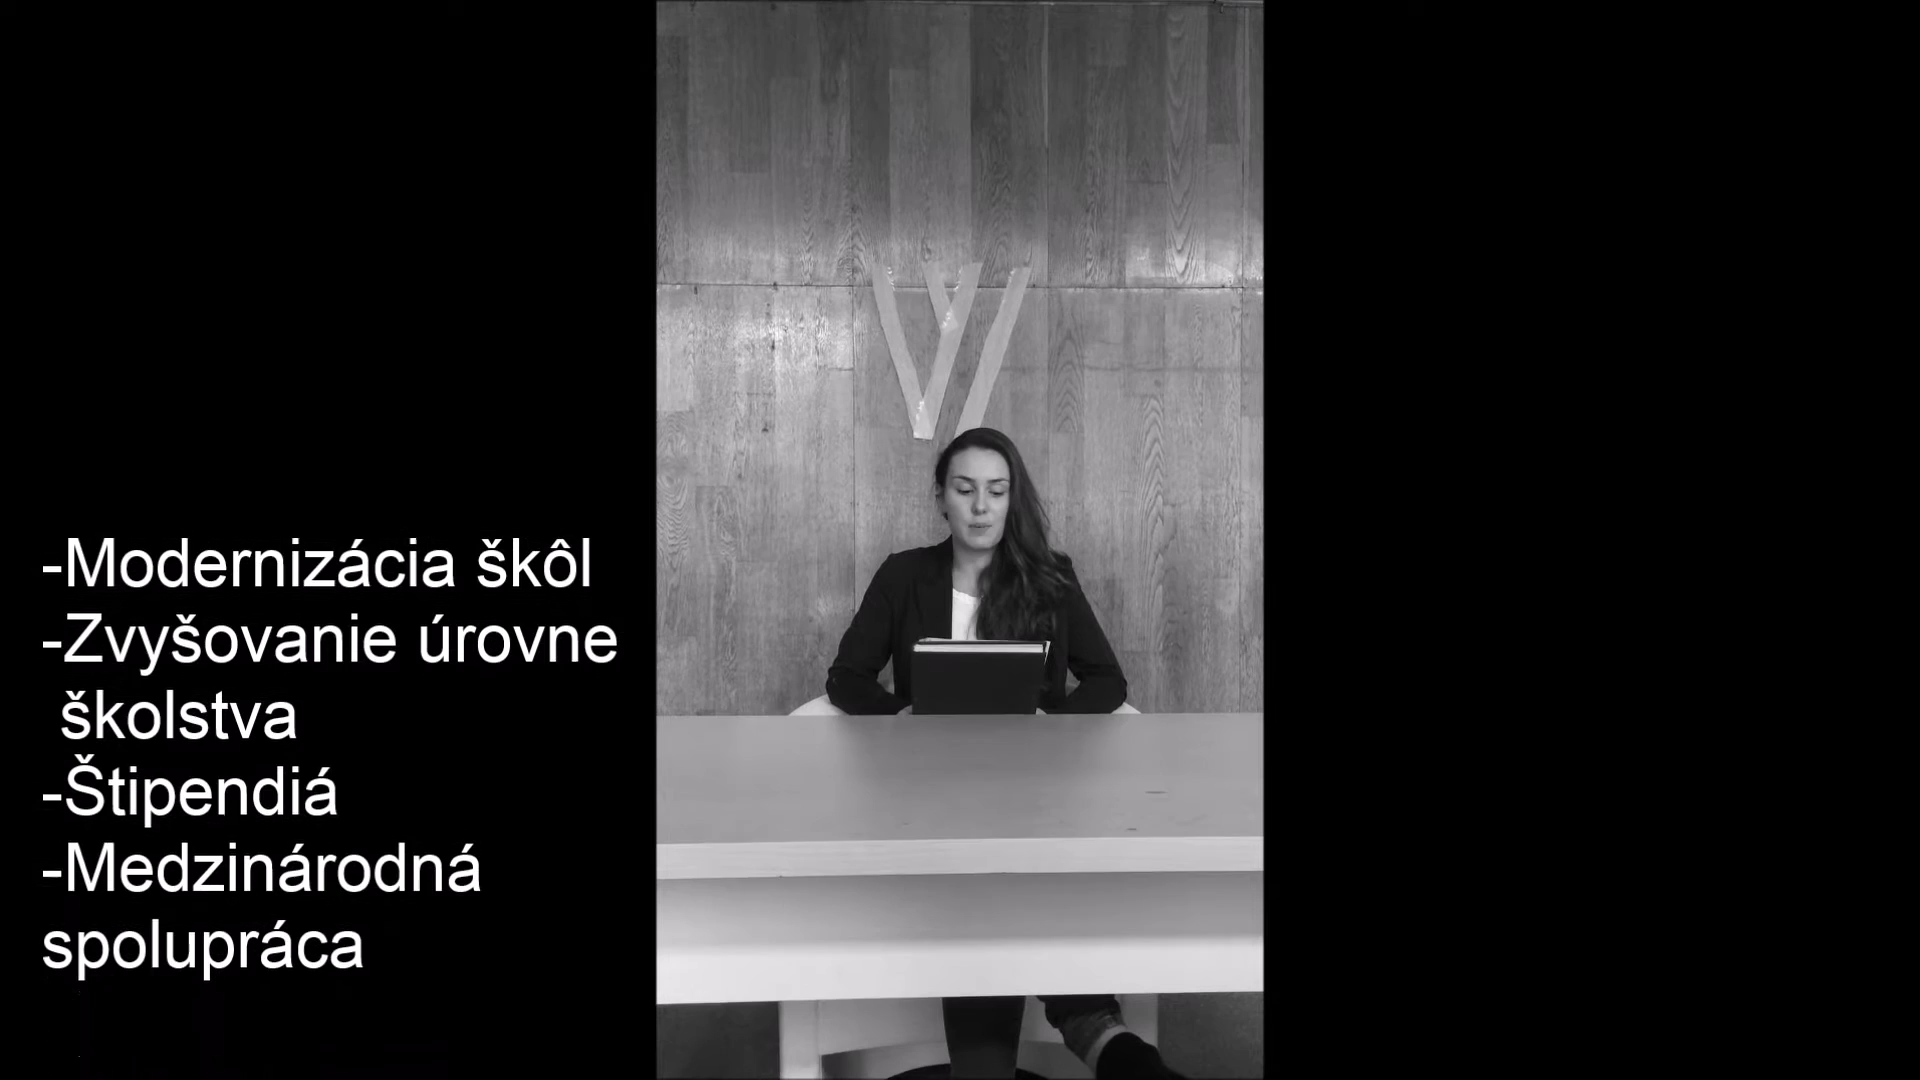 -Modernizácia škôl
-Zvyšovanie úrovne
školstva
-Štipendiá
-Medzinárodná
spolupráca